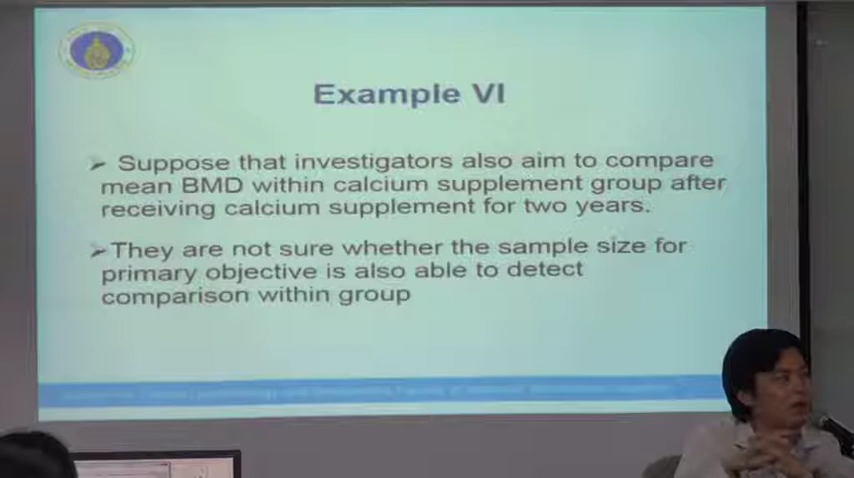 Example VI
➢ Suppose that investigators also aim to compare
mean BMD within calcium supplement group after
receiving calcium supplement for two years.
➢They are not sure whether the sample size for
primary objective is also able to detect
comparison within group